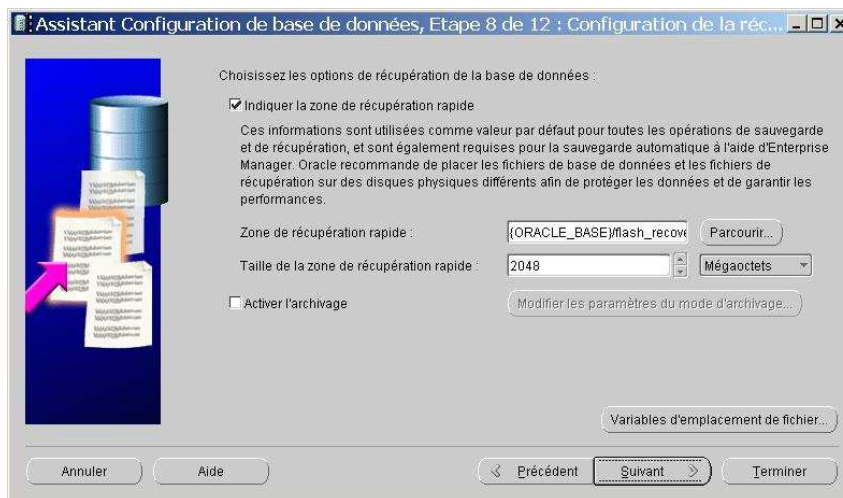 Assistant Configuration de base de données, Etape 8 de 12 : Configuration de la réc...
Choisissez les options de récupération de la base de données :
Indiquer la zone de récupération rapide
Ces informations sont utilisées comme valeur par défaut pour toutes les opérations de sauvegarde
et de récupération, et sont également requises pour la sauvegarde automatique à l'aide d'Enterprise
Manager. Oracle recommande de placer les fichiers de base de données et les fichiers de
récupération sur des disques physiques différents afin de protéger les données et de garantir les
performances.
Zone de récupération rapide : {ORACLE_BASE}/flash_recove Parcourir...
Taille de la zone de récupération rapide : 2048 Mégaoctets
Activer l'archivage Modifier les paramètres du mode d'archivage...
Variables d'emplacement de fichier...
Annuler Aide Précédent Suivant Terminer